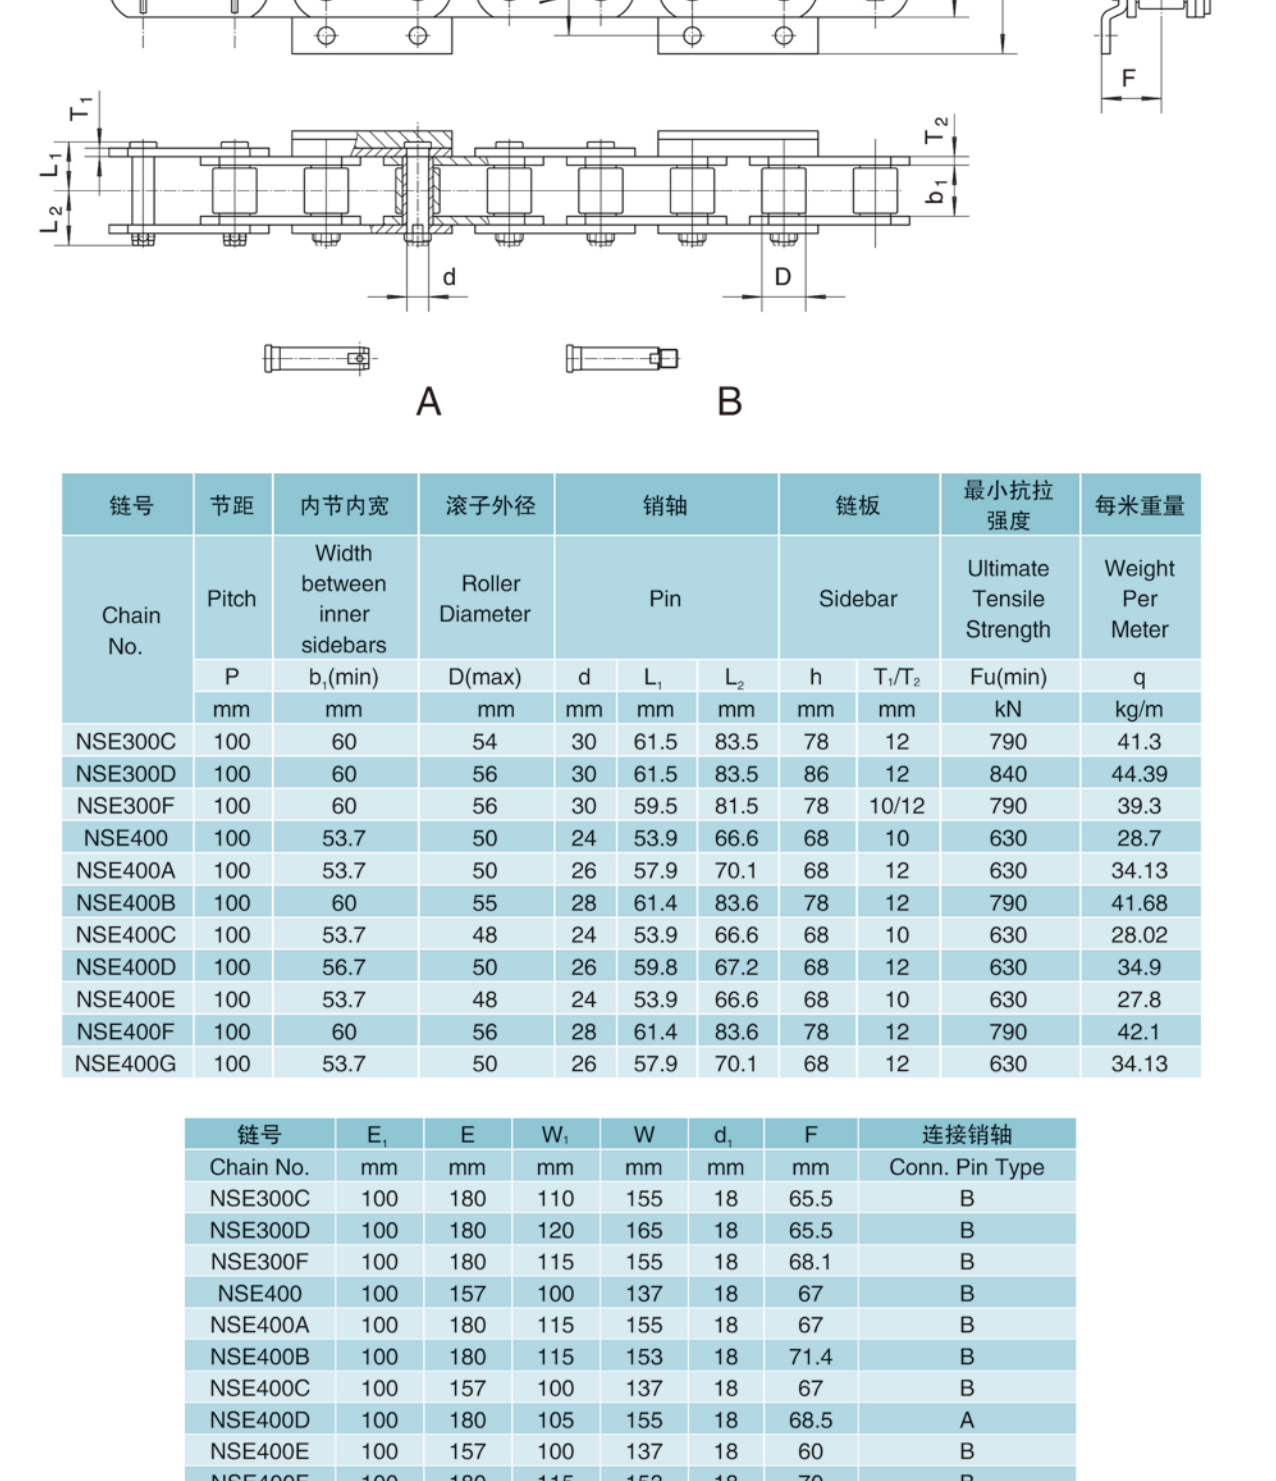 F
T1
L1
L2
T2
b1
d
D
A
B
链号 节距 内节内宽 滚子外径 销轴 链板 最小抗拉强度 每米重量
Chain No. Pitch Width between inner sidebars Roller Diameter Pin Sidebar Ultimate Tensile Strength Weight Per Meter
P b1(min) D(max) d L1 L2 h T1/T2 Fu(min) q
mm mm mm mm mm mm mm mm kN kg/m
NSE300C 100 60 54 30 61.5 83.5 78 12 790 41.3
NSE300D 100 60 56 30 61.5 83.5 86 12 840 44.39
NSE300F 100 60 56 30 59.5 81.5 78 10/12 790 39.3
NSE400 100 53.7 50 24 53.9 66.6 68 10 630 28.7
NSE400A 100 53.7 50 26 57.9 70.1 68 12 630 34.13
NSE400B 100 60 55 28 61.4 83.6 78 12 790 41.68
NSE400C 100 53.7 48 24 53.9 66.6 68 10 630 28.02
NSE400D 100 56.7 50 26 59.8 67.2 68 12 630 34.9
NSE400E 100 53.7 48 24 53.9 66.6 68 10 630 27.8
NSE400F 100 60 56 28 61.4 83.6 78 12 790 42.1
NSE400G 100 53.7 50 26 57.9 70.1 68 12 630 34.13
链号 E1 E W1 W d1 F 连接销轴
Chain No. mm mm mm mm mm mm Conn. Pin Type
NSE300C 100 180 110 155 18 65.5 B
NSE300D 100 180 120 165 18 65.5 B
NSE300F 100 180 115 155 18 68.1 B
NSE400 100 157 100 137 18 67 B
NSE400A 100 180 115 155 18 67 B
NSE400B 100 180 115 153 18 71.4 B
NSE400C 100 157 100 137 18 67 B
NSE400D 100 180 105 155 18 68.5 A
NSE400E 100 157 100 137 18 60 B